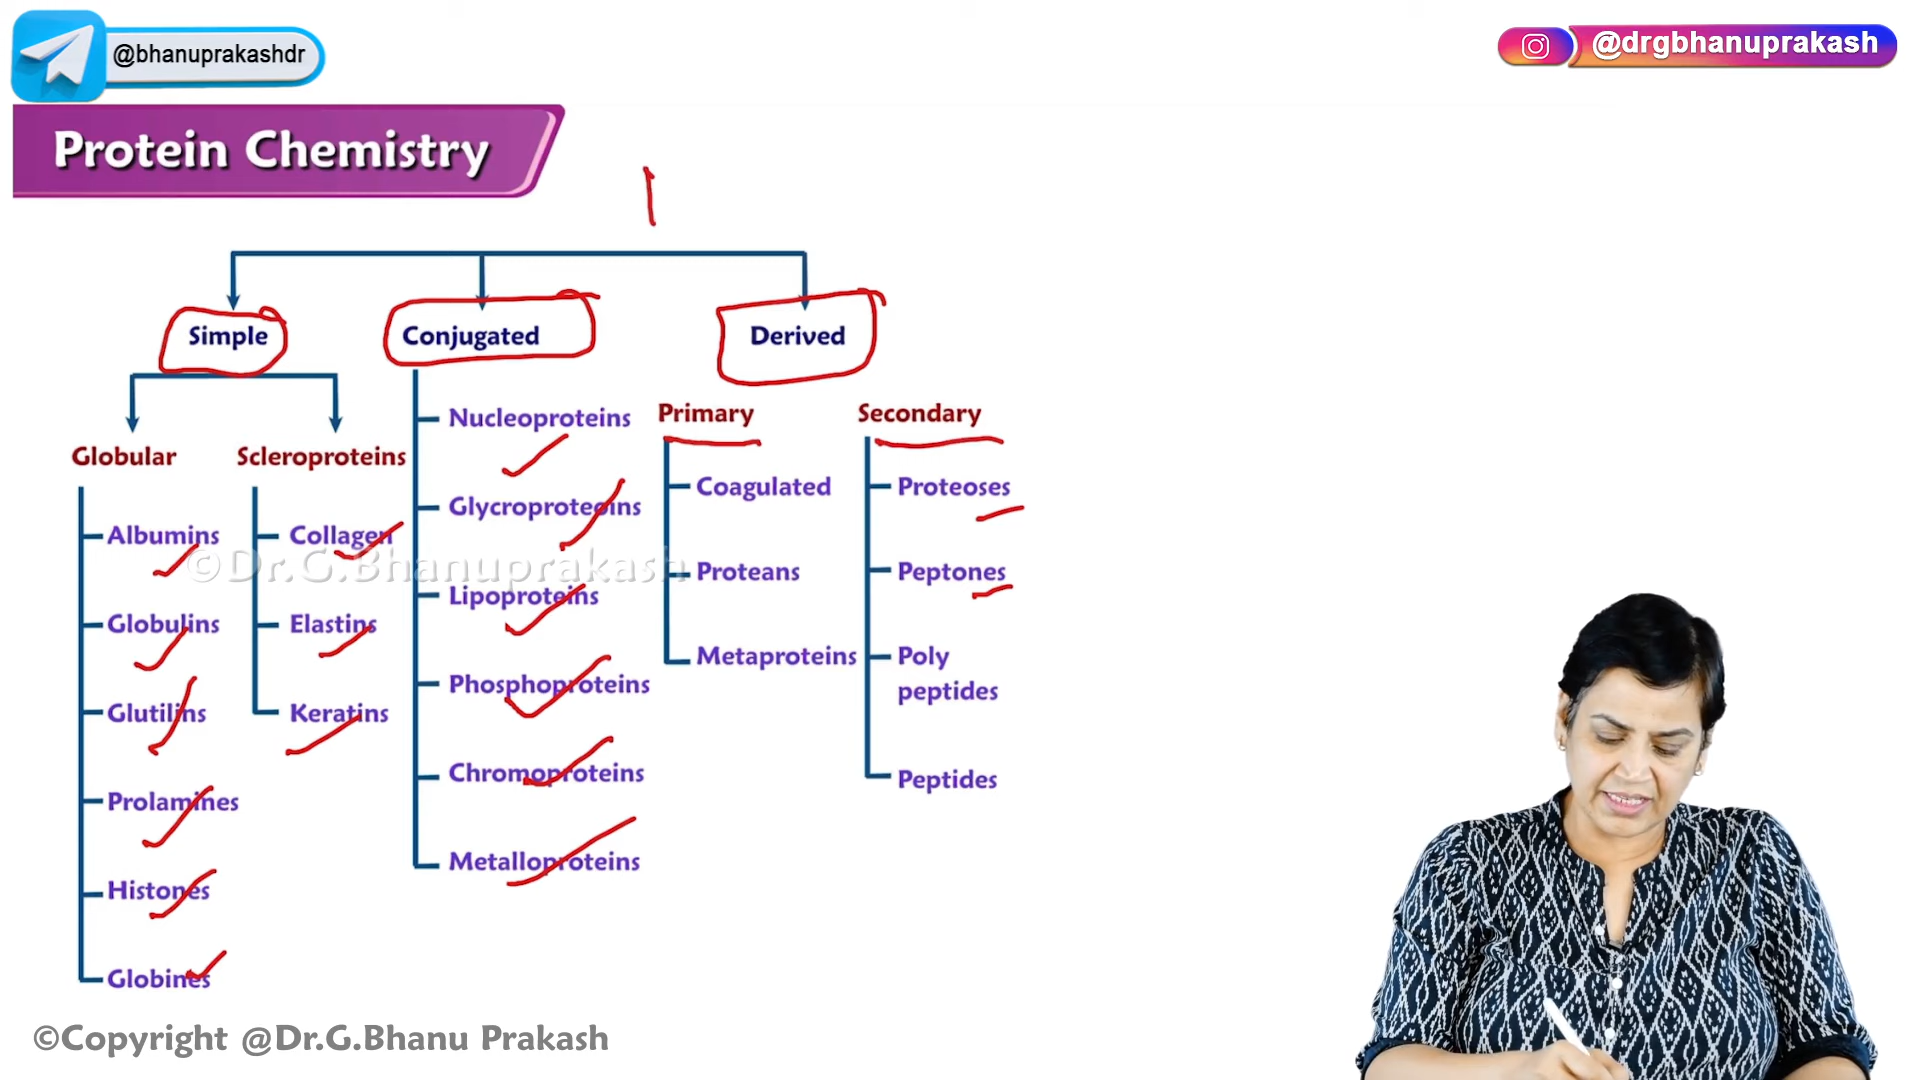 @bhanuprakashdr
@drgbhanuprakash
Protein Chemistry
Simple
Conjugated
Derived
Globular
Albumins
Globulins
Glutilins
Prolamines
Histones
Globines
Scleroproteins
Collagen
Elastins
Keratins
Nucleoproteins
Glycroproteoins
Lipoproteins
Phosphoproteins
Chromoproteins
Metalloproteins
Primary
Coagulated
Proteans
Metaproteins
Secondary
Proteoses
Peptones
Poly
peptides
Peptides
©Dr.G.Bhanuprakash
©Copyright @Dr.G.Bhanu Prakash